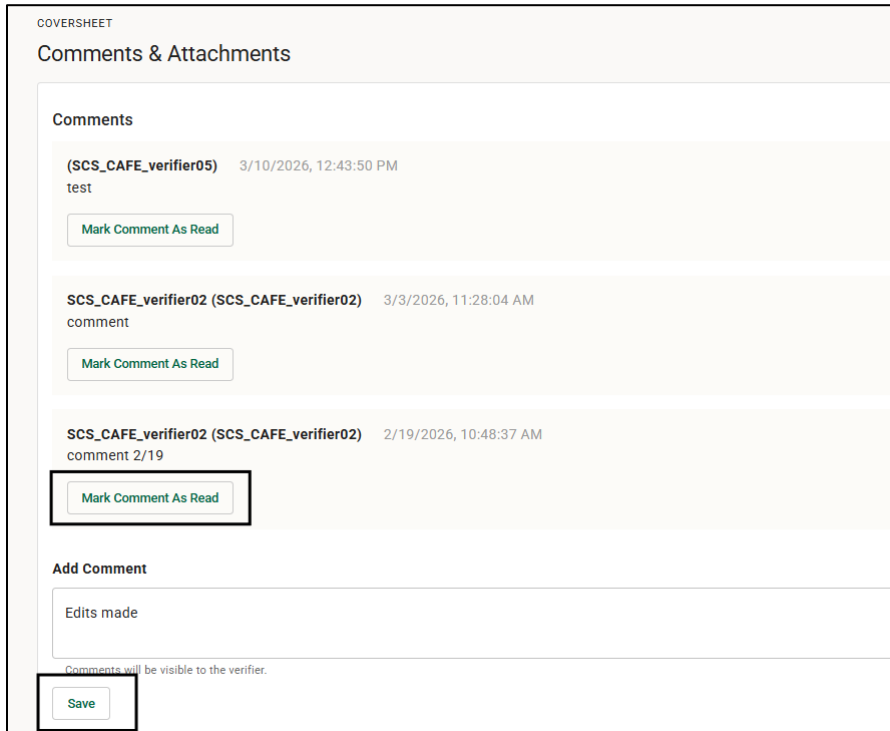 COVERSHEET
Comments & Attachments
Comments
(SCS_CAFE_verifier05) 3/10/2026, 12:43:50 PM
test
Mark Comment As Read
SCS_CAFE_verifier02 (SCS_CAFE_verifier02) 3/3/2026, 11:28:04 AM
comment
Mark Comment As Read
SCS_CAFE_verifier02 (SCS_CAFE_verifier02) 2/19/2026, 10:48:37 AM
comment 2/19
Mark Comment As Read
Add Comment
Edits made
Comments will be visible to the verifier.
Save